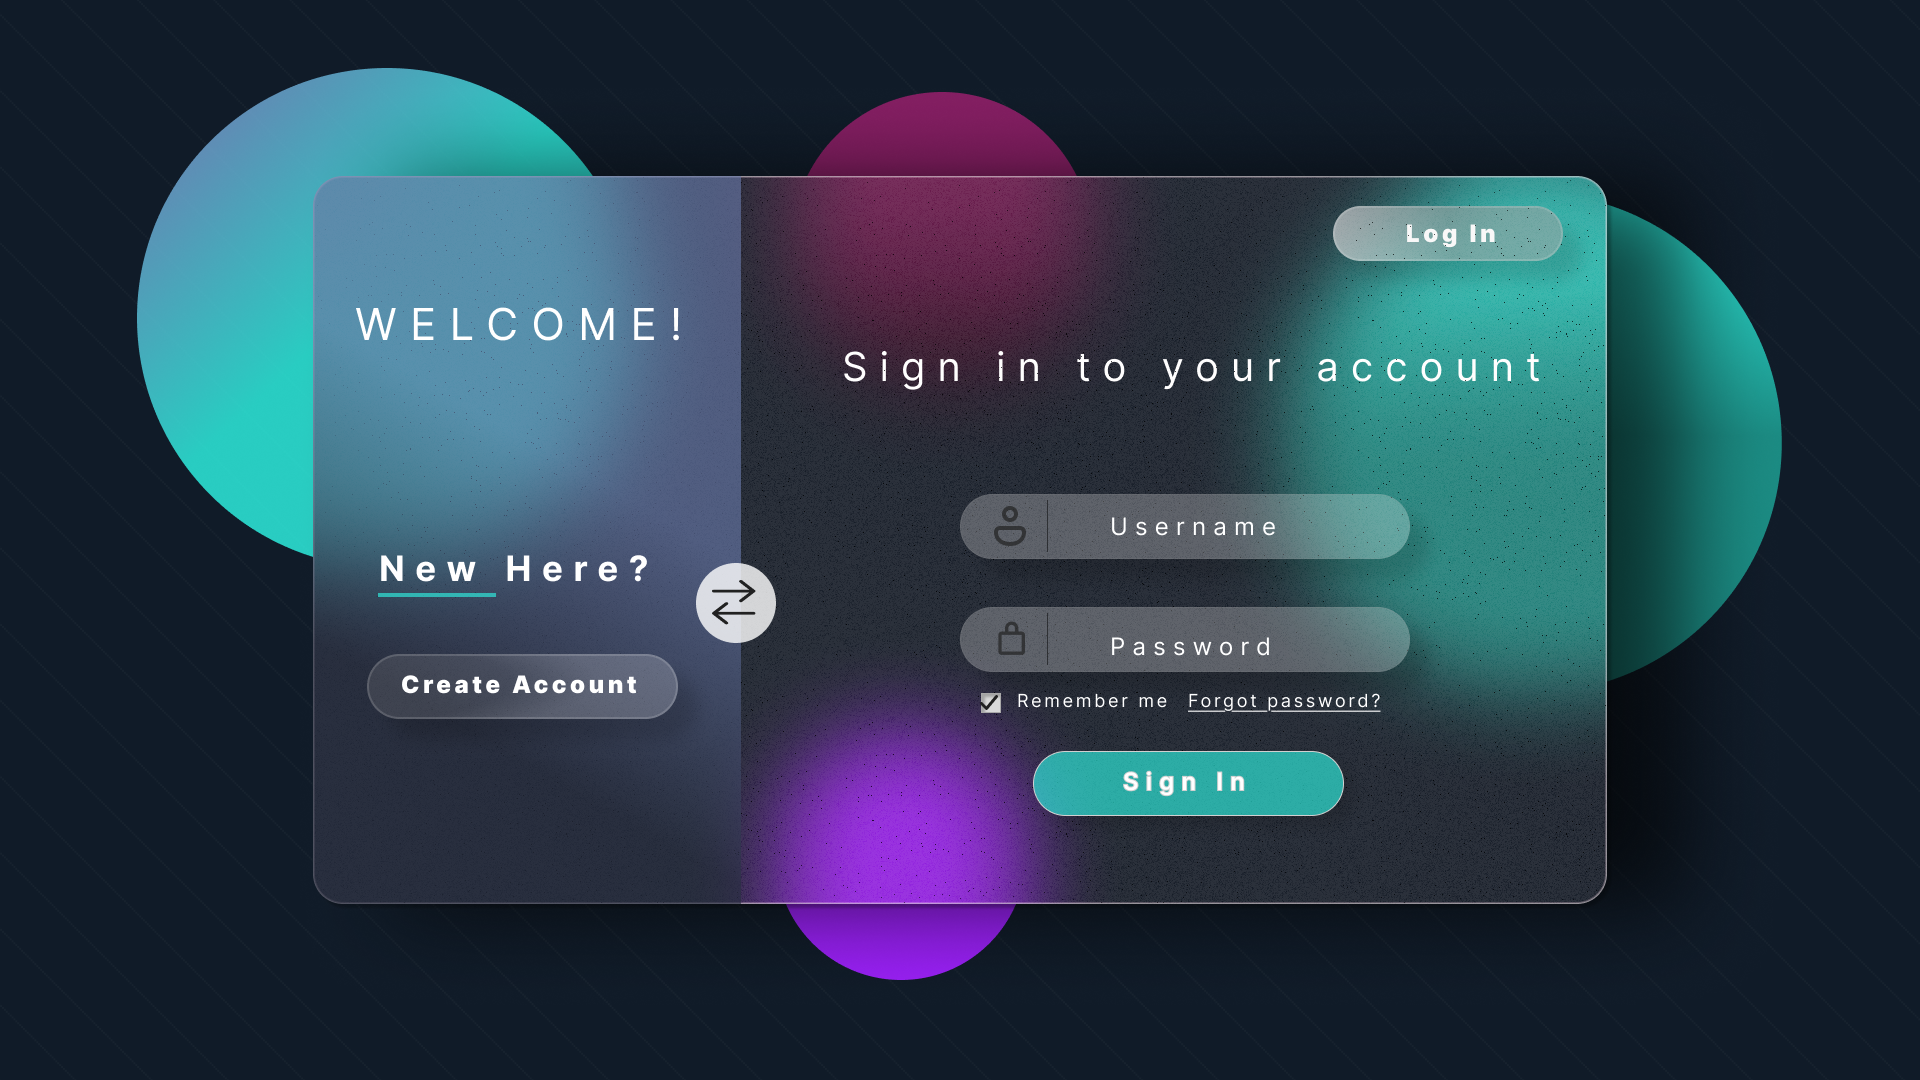 WELCOME!
New Here?
Create Account
Log In
Sign in to your account
Username
Password
Remember me Forgot password?
Sign In